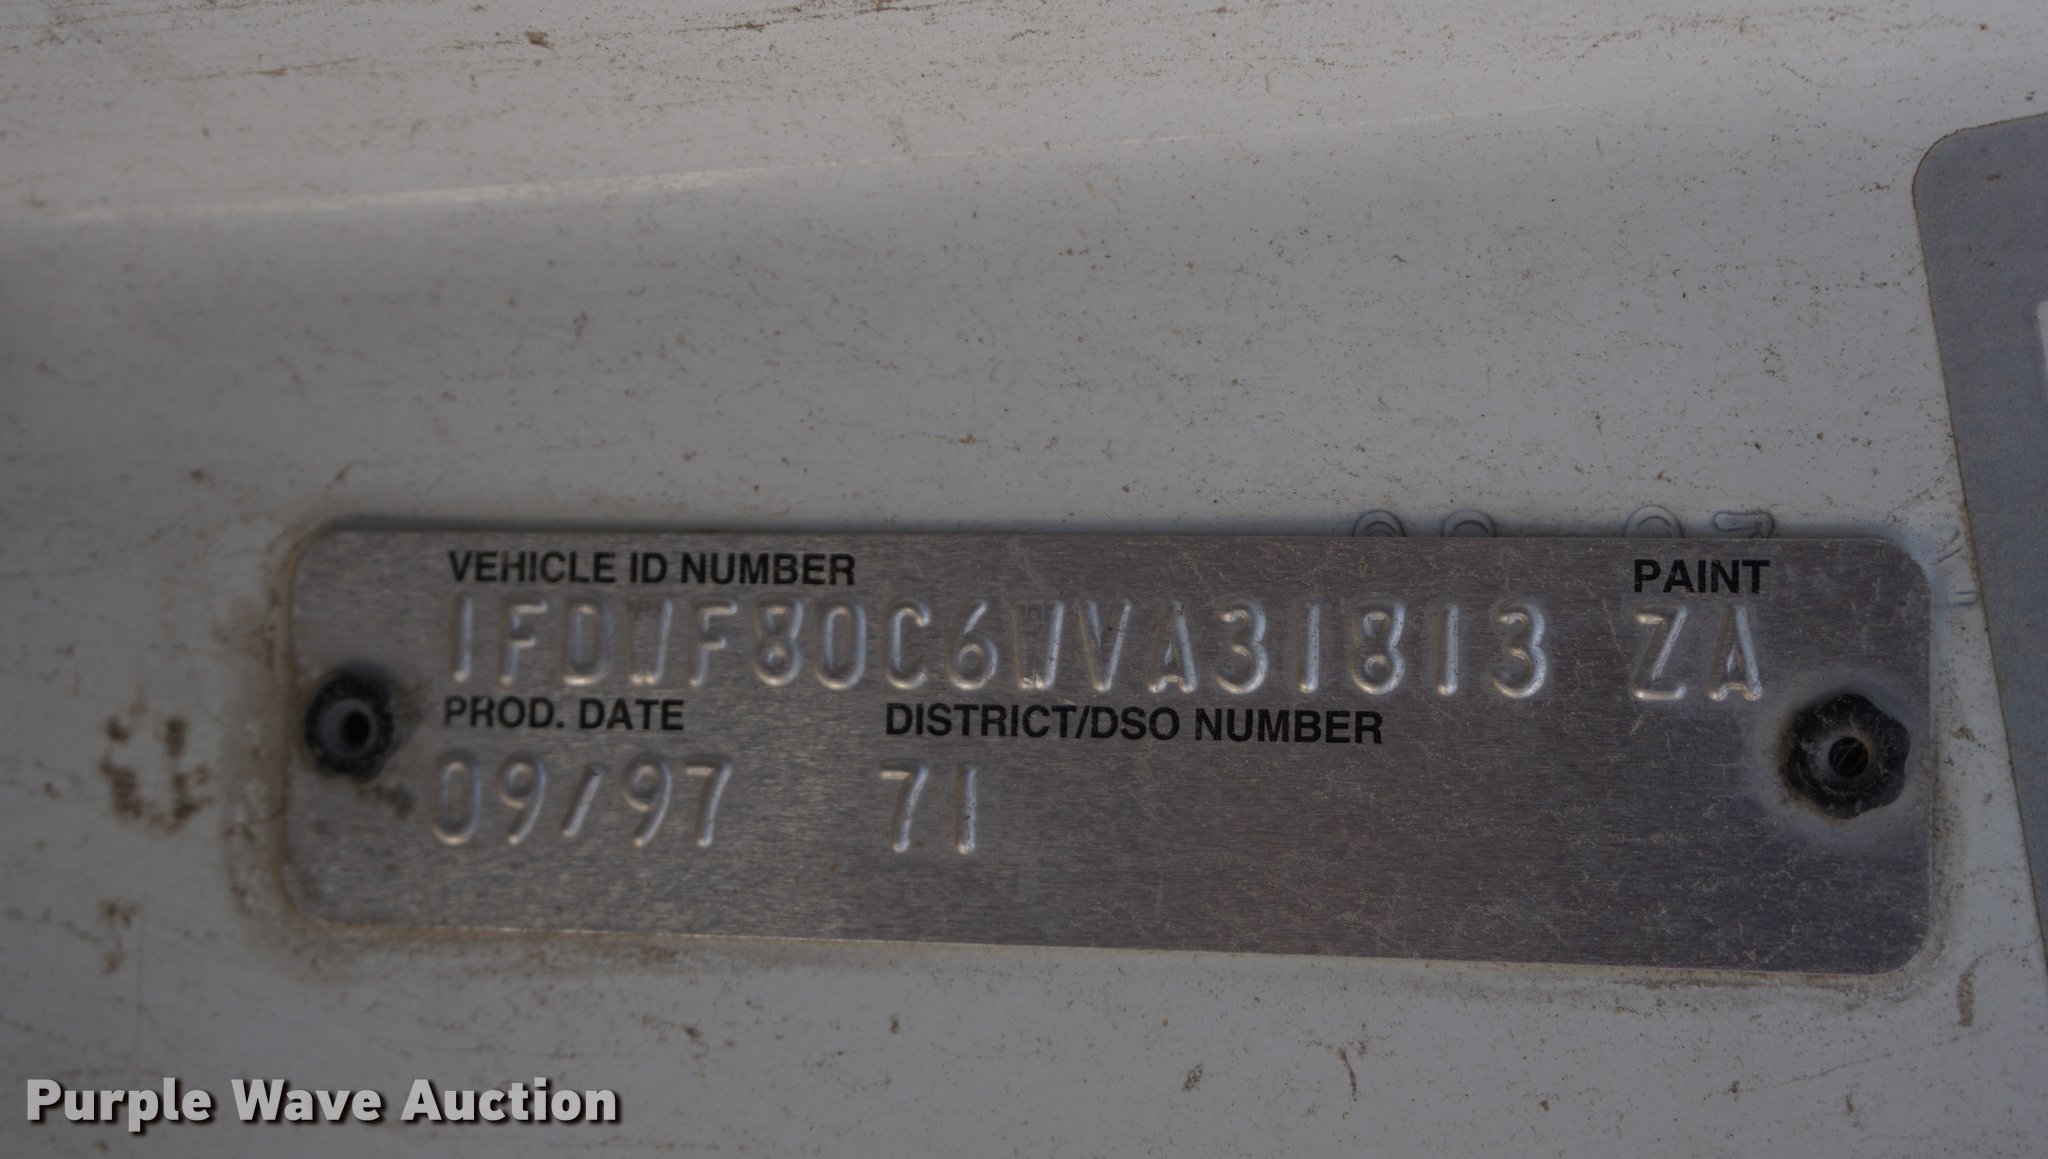 VEHICLE ID NUMBER PAINT
1FDWF80C6WVA31813 ZA
PROD. DATE DISTRICT/DSO NUMBER
09/97 71
Purple Wave Auction